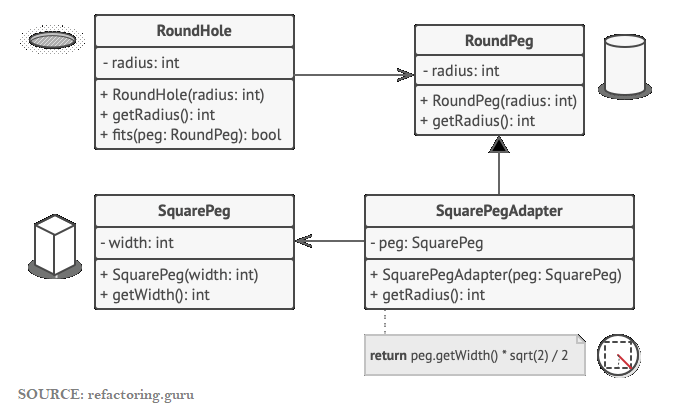 RoundHole
- radius: int
+ RoundHole(radius: int)
+ getRadius(): int
+ fits(peg: RoundPeg): bool
RoundPeg
- radius: int
+ RoundPeg(radius: int)
+ getRadius(): int
SquarePeg
- width: int
+ SquarePeg(width: int)
+ getWidth(): int
SquarePegAdapter
- peg: SquarePeg
+ SquarePegAdapter(peg: SquarePeg)
+ getRadius(): int
return peg.getWidth() * sqrt(2) / 2
SOURCE: refactoring.guru